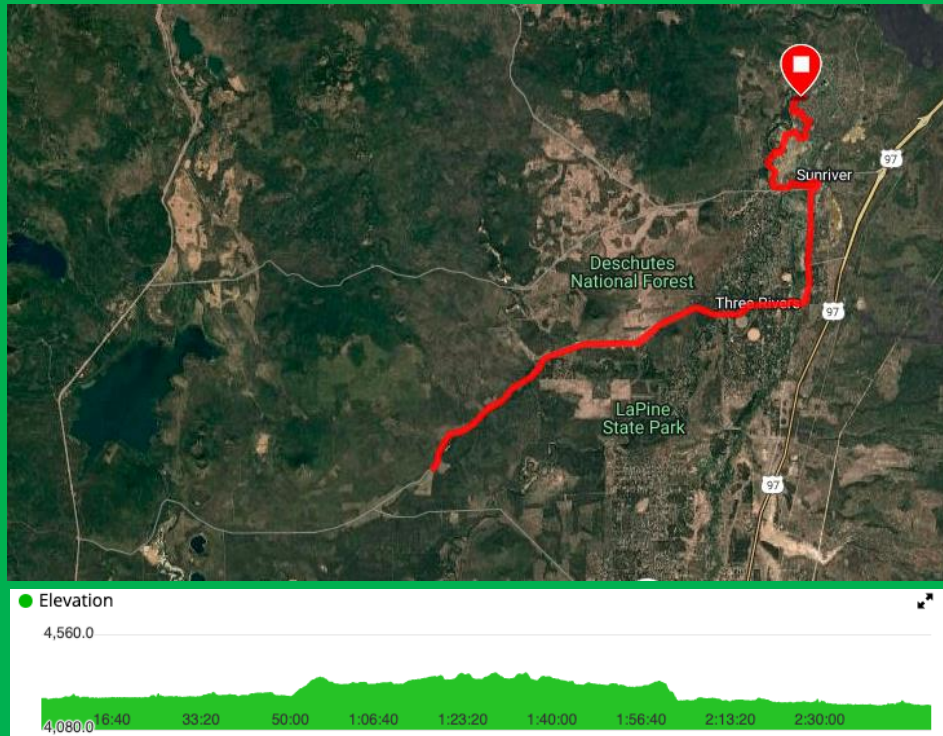 97
Sunriver
Deschutes
National Forest
Three Rivers
97
LaPine
State Park
97
Elevation
4,560.0
4,080.0
16:40 33:20 50:00 1:06:40 1:23:20 1:40:00 1:56:40 2:13:20 2:30:00